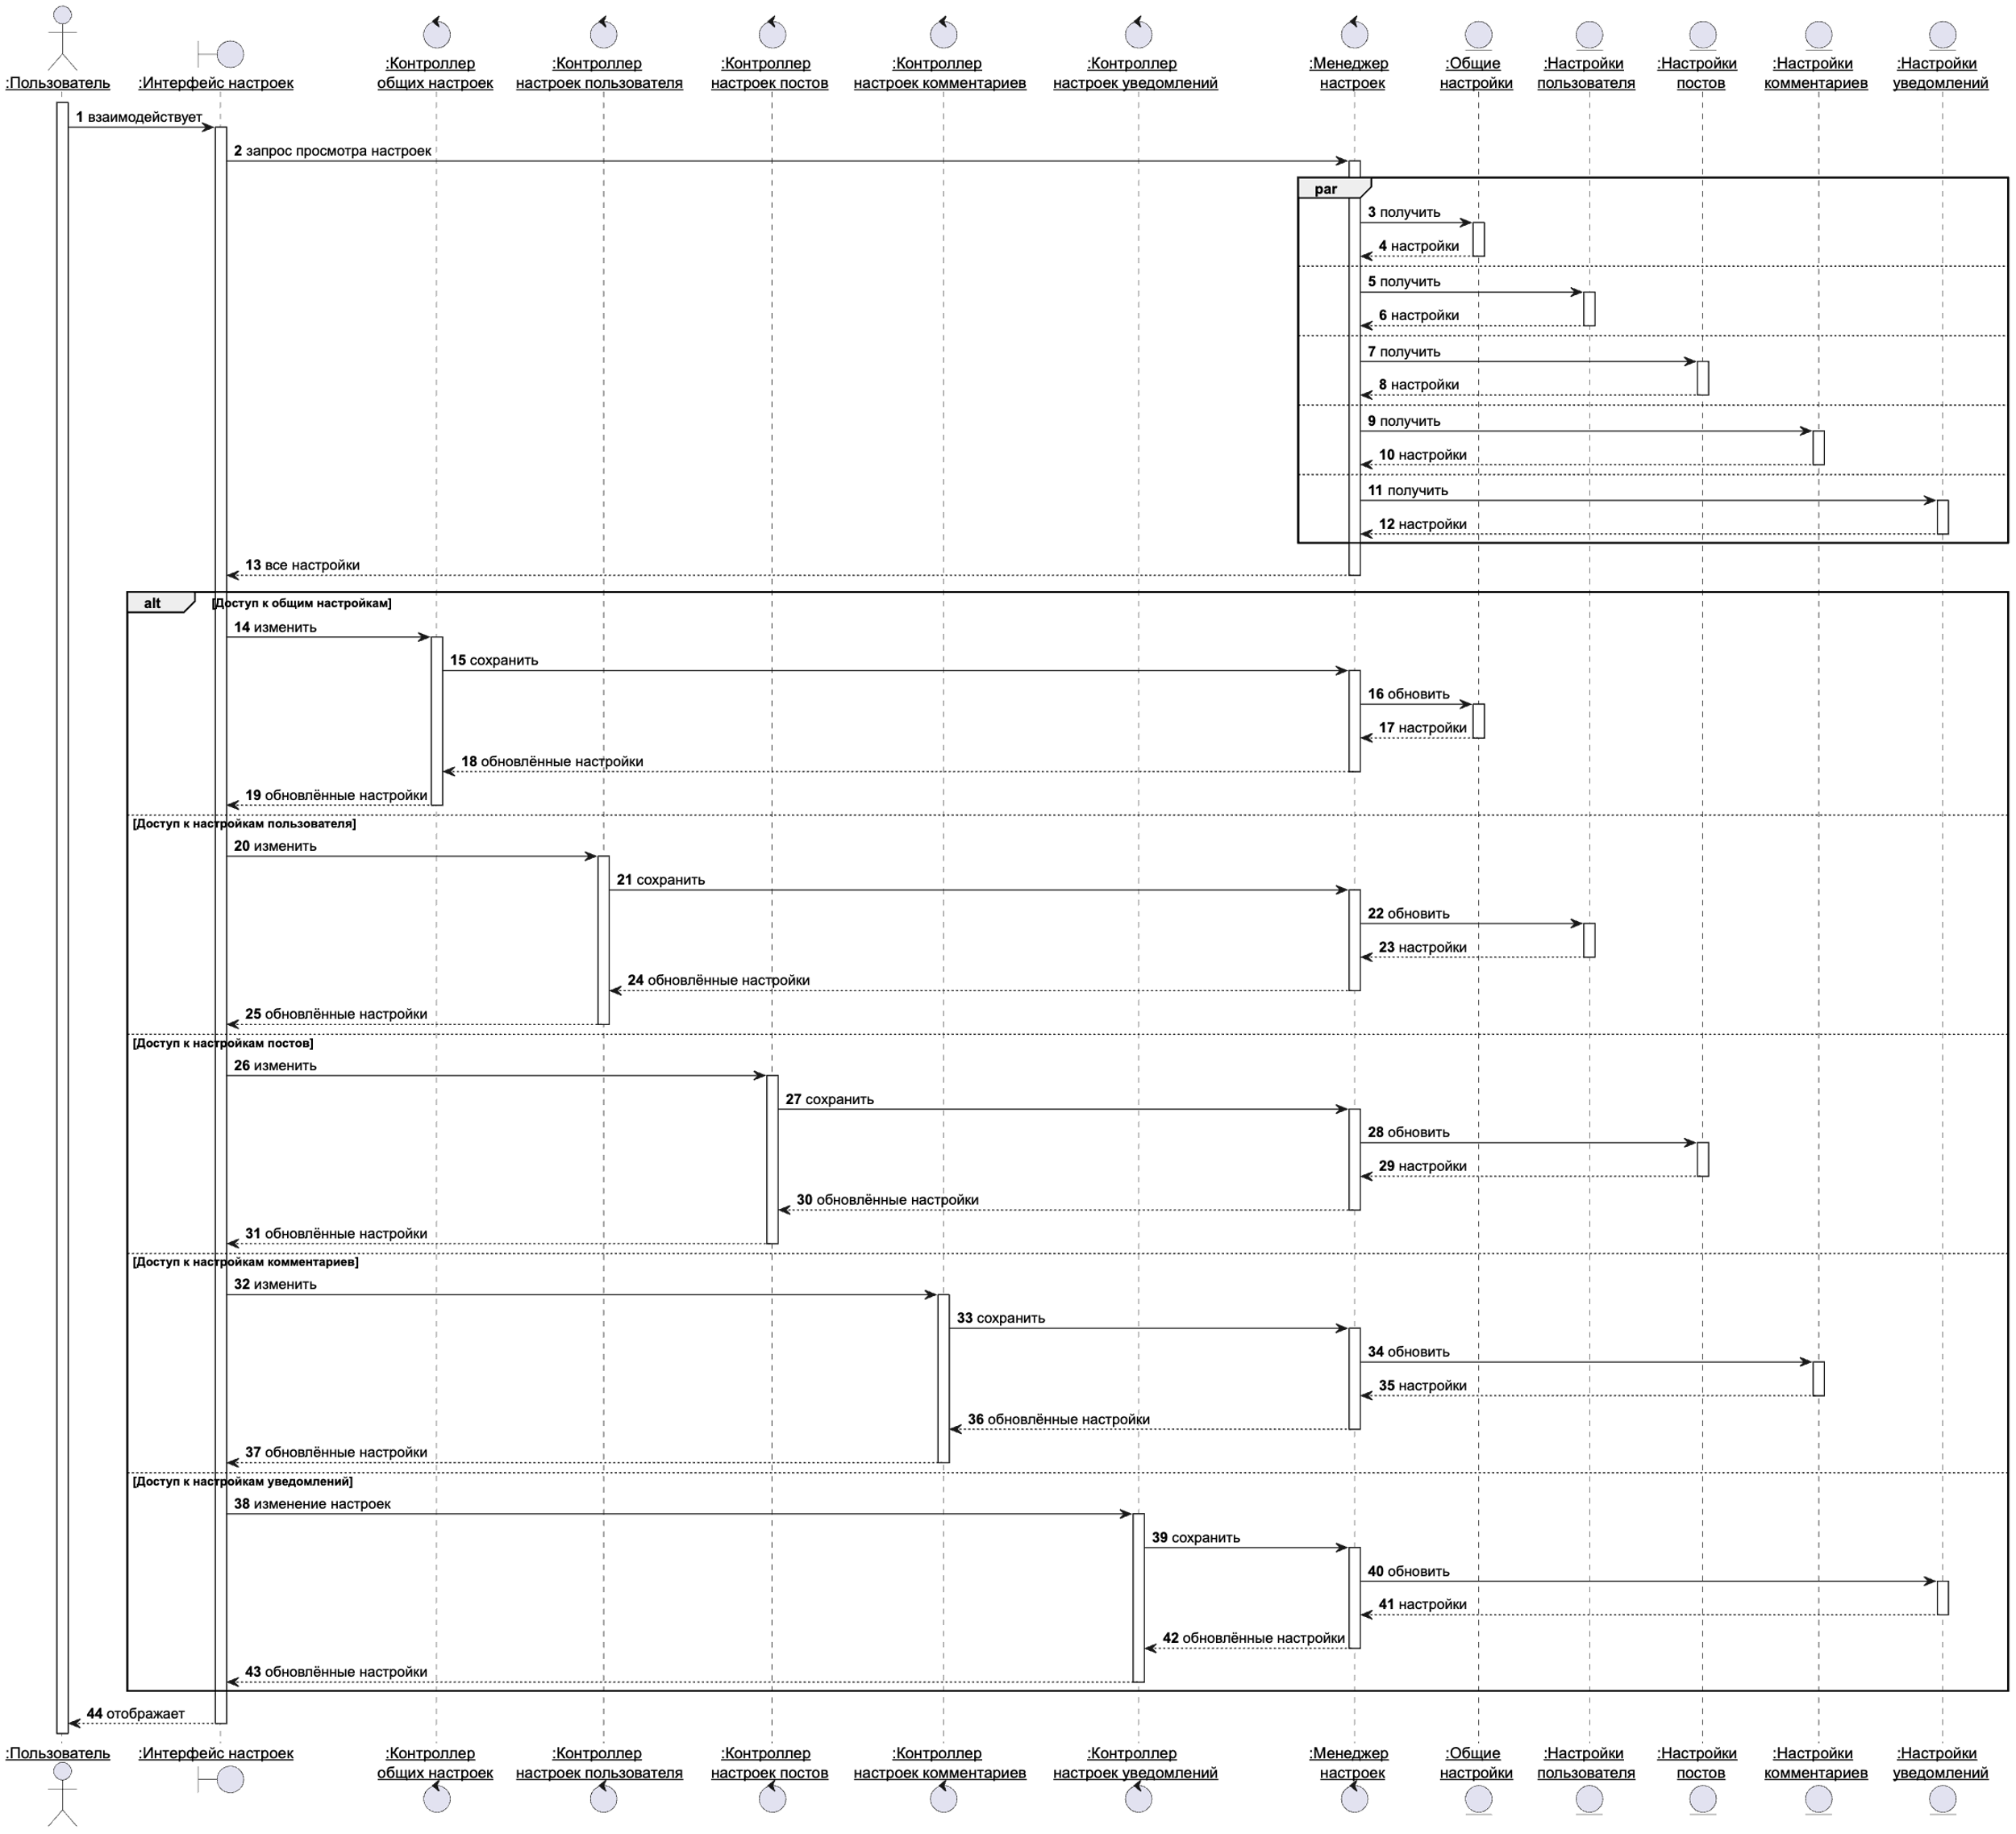 :Пользователь
:Интерфейс настроек
:Контроллер
общих настроек
:Контроллер
настроек пользователя
:Контроллер
настроек постов
:Контроллер
настроек комментариев
:Контроллер
настроек уведомлений
:Менеджер
настроек
:Общие
настройки
:Настройки
пользователя
:Настройки
постов
:Настройки
комментариев
:Настройки
уведомлений
1 взаимодействует
2 запрос просмотра настроек
par
3 получить
4 настройки
5 получить
6 настройки
7 получить
8 настройки
9 получить
10 настройки
11 получить
12 настройки
13 все настройки
alt [Доступ к общим настройкам]
14 изменить
15 сохранить
16 обновить
17 настройки
18 обновлённые настройки
19 обновлённые настройки
[Доступ к настройкам пользователя]
20 изменить
21 сохранить
22 обновить
23 настройки
24 обновлённые настройки
25 обновлённые настройки
[Доступ к настройкам постов]
26 изменить
27 сохранить
28 обновить
29 настройки
30 обновлённые настройки
31 обновлённые настройки
[Доступ к настройкам комментариев]
32 изменить
33 сохранить
34 обновить
35 настройки
36 обновлённые настройки
37 обновлённые настройки
[Доступ к настройкам уведомлений]
38 изменение настроек
39 сохранить
40 обновить
41 настройки
42 обновлённые настройки
43 обновлённые настройки
44 отображает
:Пользователь
:Интерфейс настроек
:Контроллер
общих настроек
:Контроллер
настроек пользователя
:Контроллер
настроек постов
:Контроллер
настроек комментариев
:Контроллер
настроек уведомлений
:Менеджер
настроек
:Общие
настройки
:Настройки
пользователя
:Настройки
постов
:Настройки
комментариев
:Настройки
уведомлений